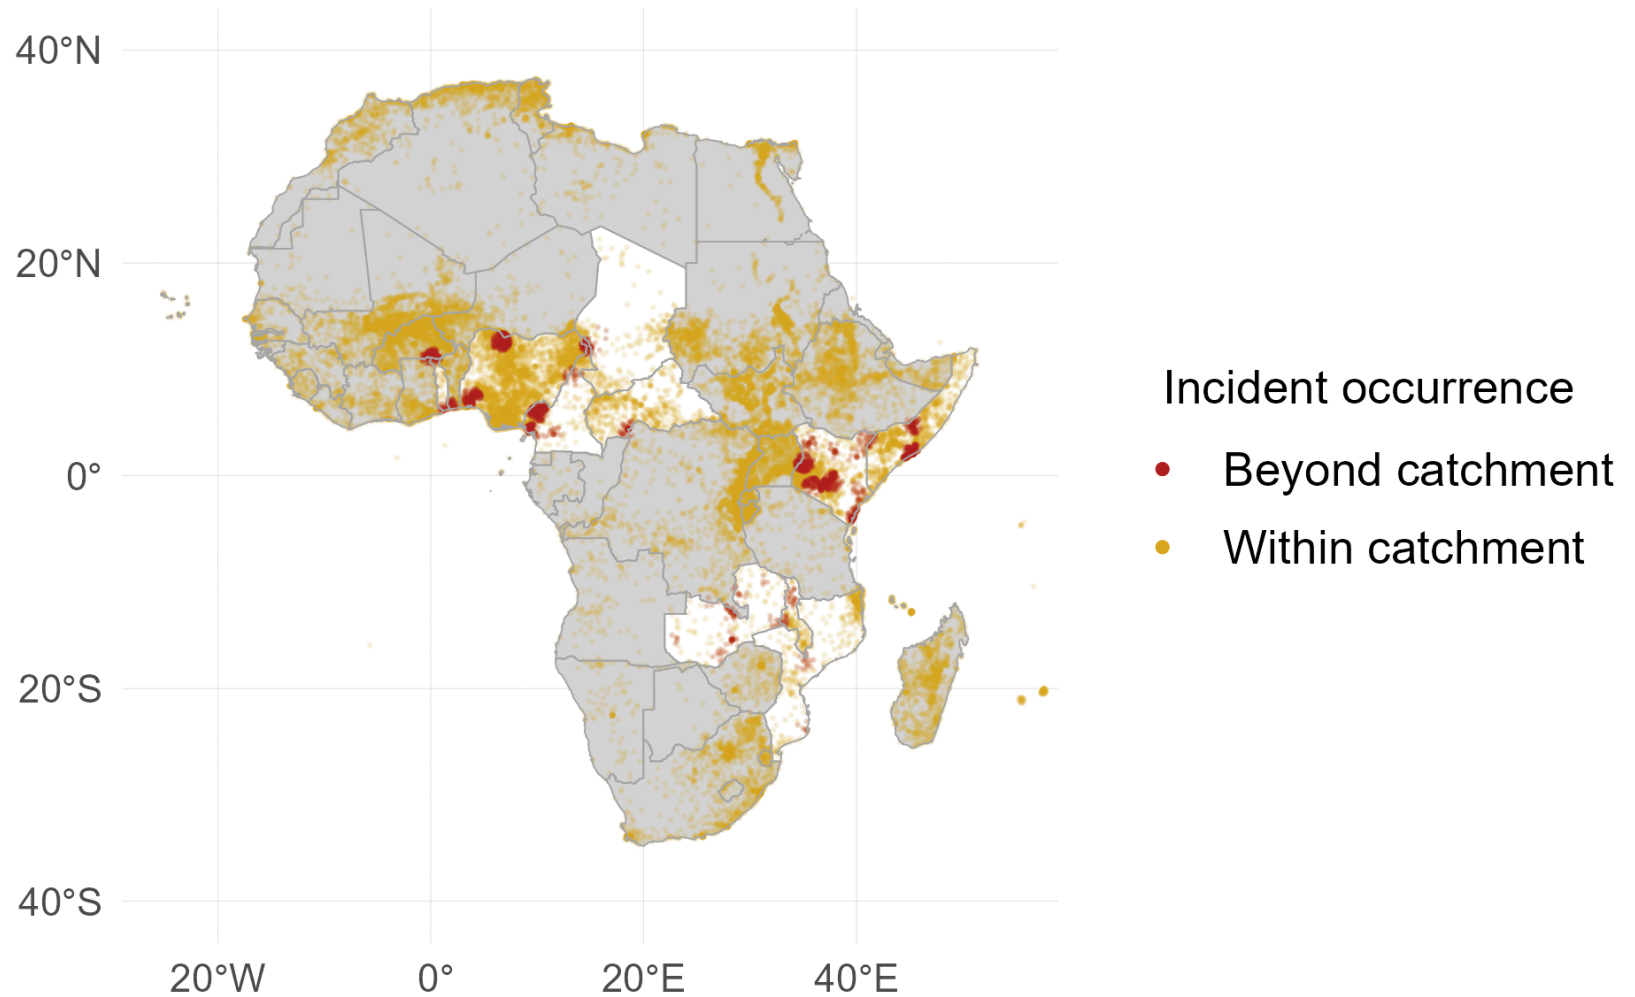 40°N
20°N
0°
20°S
40°S
20°W
0°
20°E
40°E
Incident occurrence
Beyond catchment
Within catchment